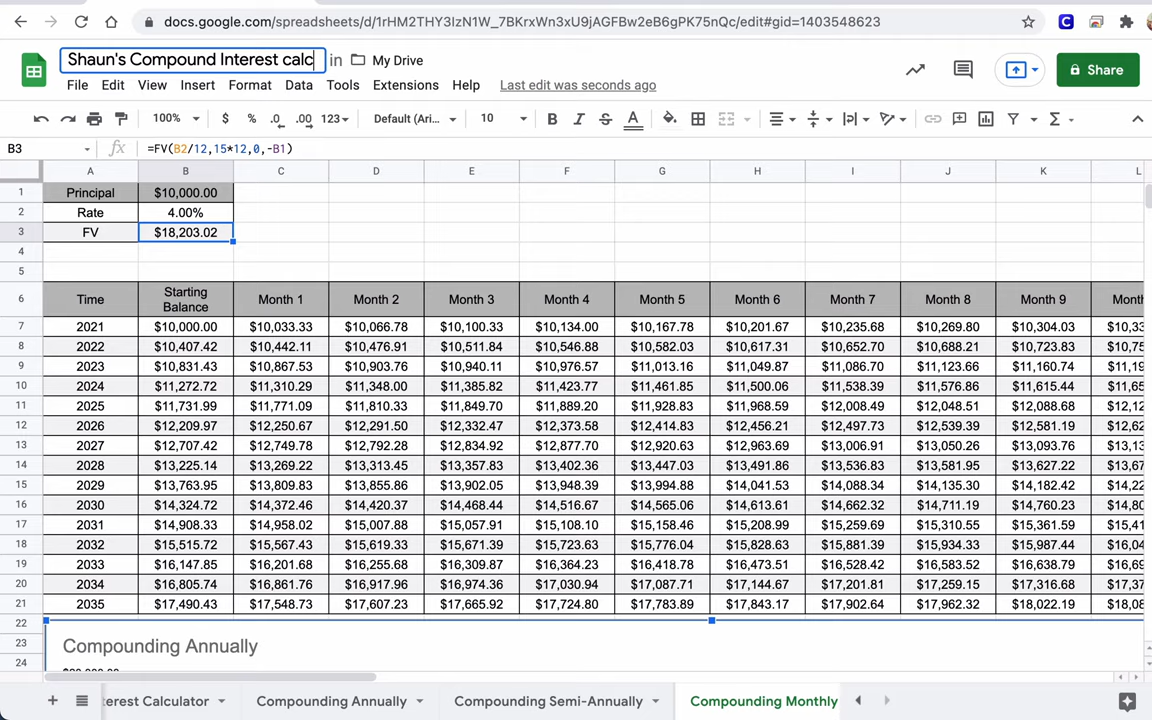 docs.google.com/spreadsheets/d/1rHM2THY3IzN1W_7BKrxWn3xU9jAGFBw2eB6gPK75nQc/edit#gid=1403548623
Shaun's Compound Interest calc in My Drive
File Edit View Insert Format Data Tools Extensions Help Last edit was seconds ago
Share
100% $ % .0 .00 123 Default (Ari... 10 B I S A
B3 fx =FV(B2/12,15*12,0,-B1)
A B C D E F G H I J K L
1 Principal $10,000.00
2 Rate 4.00%
3 FV $18,203.02
4
5
6 Time Starting Balance Month 1 Month 2 Month 3 Month 4 Month 5 Month 6 Month 7 Month 8 Month 9 Month
7 2021 $10,000.00 $10,033.33 $10,066.78 $10,100.33 $10,134.00 $10,167.78 $10,201.67 $10,235.68 $10,269.80 $10,304.03 $10,33
8 2022 $10,407.42 $10,442.11 $10,476.91 $10,511.84 $10,546.88 $10,582.03 $10,617.31 $10,652.70 $10,688.21 $10,723.83 $10,75
9 2023 $10,831.43 $10,867.53 $10,903.76 $10,940.11 $10,976.57 $11,013.16 $11,049.87 $11,086.70 $11,123.66 $11,160.74 $11,19
10 2024 $11,272.72 $11,310.29 $11,348.00 $11,385.82 $11,423.77 $11,461.85 $11,500.06 $11,538.39 $11,576.86 $11,615.44 $11,65
11 2025 $11,731.99 $11,771.09 $11,810.33 $11,849.70 $11,889.20 $11,928.83 $11,968.59 $12,008.49 $12,048.51 $12,088.68 $12,12
12 2026 $12,209.97 $12,250.67 $12,291.50 $12,332.47 $12,373.58 $12,414.83 $12,456.21 $12,497.73 $12,539.39 $12,581.19 $12,62
13 2027 $12,707.42 $12,749.78 $12,792.28 $12,834.92 $12,877.70 $12,920.63 $12,963.69 $13,006.91 $13,050.26 $13,093.76 $13,13
14 2028 $13,225.14 $13,269.22 $13,313.45 $13,357.83 $13,402.36 $13,447.03 $13,491.86 $13,536.83 $13,581.95 $13,627.22 $13,67
15 2029 $13,763.95 $13,809.83 $13,855.86 $13,902.05 $13,948.39 $13,994.88 $14,041.53 $14,088.34 $14,135.30 $14,182.42 $14,22
16 2030 $14,324.72 $14,372.46 $14,420.37 $14,468.44 $14,516.67 $14,565.06 $14,613.61 $14,662.32 $14,711.19 $14,760.23 $14,80
17 2031 $14,908.33 $14,958.02 $15,007.88 $15,057.91 $15,108.10 $15,158.46 $15,208.99 $15,259.69 $15,310.55 $15,361.59 $15,41
18 2032 $15,515.72 $15,567.43 $15,619.33 $15,671.39 $15,723.63 $15,776.04 $15,828.63 $15,881.39 $15,934.33 $15,987.44 $16,04
19 2033 $16,147.85 $16,201.68 $16,255.68 $16,309.87 $16,364.23 $16,418.78 $16,473.51 $16,528.42 $16,583.52 $16,638.79 $16,69
20 2034 $16,805.74 $16,861.76 $16,917.96 $16,974.36 $17,030.94 $17,087.71 $17,144.67 $17,201.81 $17,259.15 $17,316.68 $17,37
21 2035 $17,490.43 $17,548.73 $17,607.23 $17,665.92 $17,724.80 $17,783.89 $17,843.17 $17,902.64 $17,962.32 $18,022.19 $18,08
22
23 Compounding Annually
24
erest Calculator Compounding Annually Compounding Semi-Annually Compounding Monthly